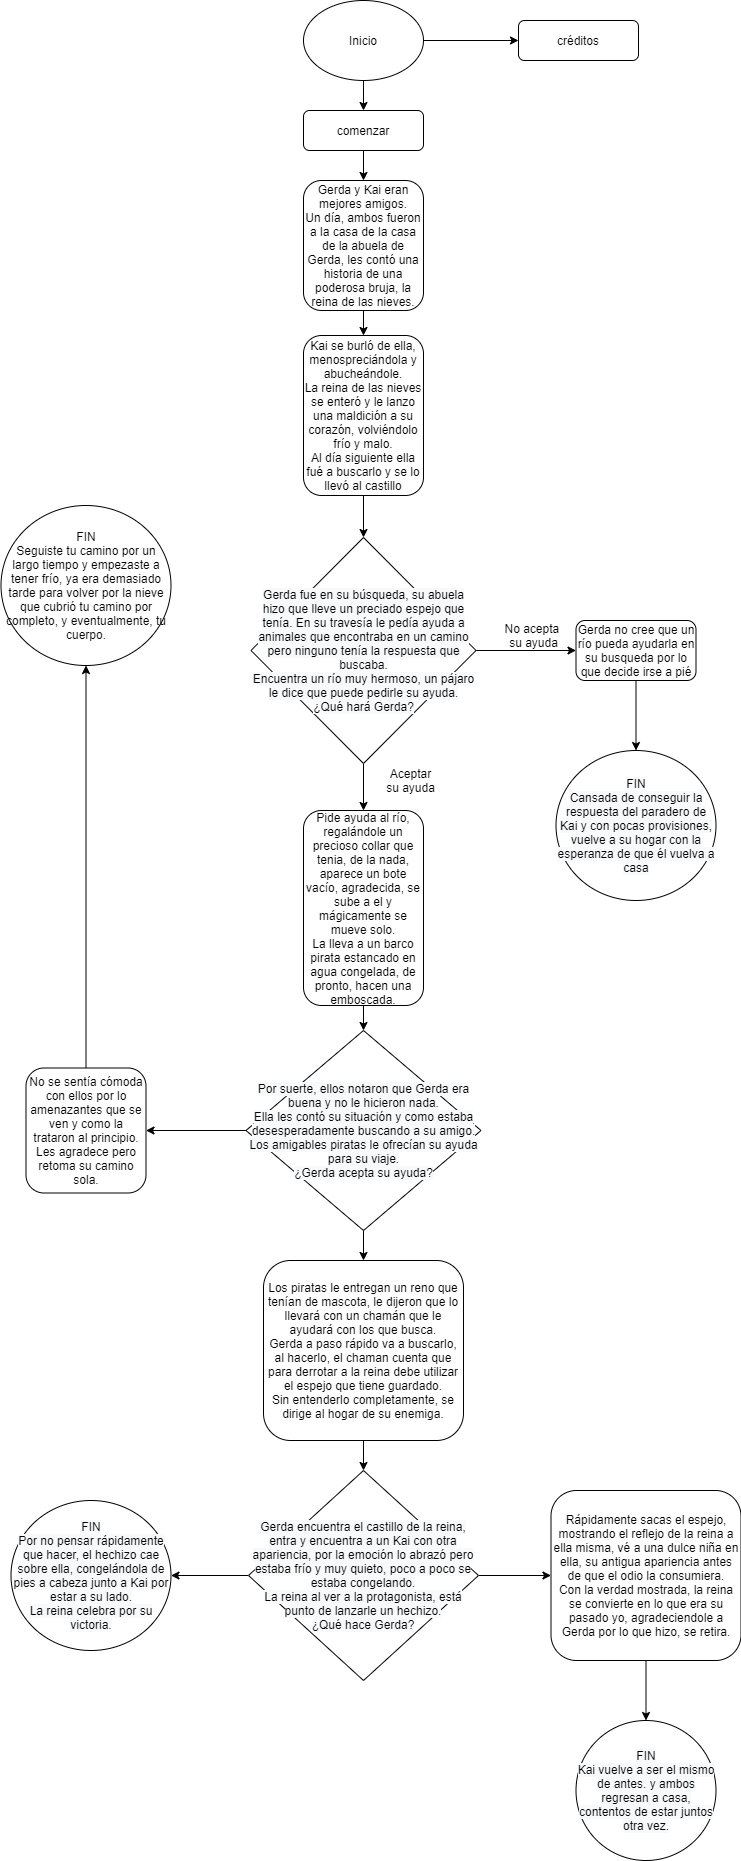 Inicio
créditos
comenzar
Gerda y Kai eran
mejores amigos.
Un día, ambos fueron
a la casa de la casa
de la abuela de
Gerda, les contó una
historia de una
poderosa bruja, la
reina de las nieves.
Kai se burló de ella,
menospreciándola y
abucheándole.
La reina de las nieves
se enteró y le lanzo
una maldición a su
corazón, volviéndolo
frío y malo.
Al día siguiente ella
fué a buscarlo y se lo
llevó al castillo
Gerda fue en su búsqueda, su abuela
hizo que lleve un preciado espejo que
tenía. En su travesía le pedía ayuda a
animales que encontraba en un camino
pero ninguno tenía la respuesta que
buscaba.
Encuentra un río muy hermoso, un pájaro
le dice que puede pedirle su ayuda.
¿Qué hará Gerda?
No acepta
su ayuda
Gerda no cree que un
río pueda ayudarla en
su busqueda por lo
que decide irse a pié
FIN
Cansada de conseguir la
respuesta del paradero de
Kai y con pocas provisiones,
vuelve a su hogar con la
esperanza de que él vuelva a
casa
Aceptar
su ayuda
Pide ayuda al río,
regalándole un
precioso collar que
tenia, de la nada,
aparece un bote
vacío, agradecida, se
sube a el y
mágicamente se
mueve solo.
La lleva a un barco
pirata estancado en
agua congelada, de
pronto, hacen una
emboscada.
Por suerte, ellos notaron que Gerda era
buena y no le hicieron nada.
Ella les contó su situación y como estaba
desesperadamente buscando a su amigo.
Los amigables piratas le ofrecían su ayuda
para su viaje.
¿Gerda acepta su ayuda?
No se sentía cómoda
con ellos por lo
amenazantes que se
ven y como la
trataron al principio.
Les agradece pero
retoma su camino
sola.
FIN
Seguiste tu camino por un
largo tiempo y empezaste a
tener frío, ya era demasiado
tarde para volver por la nieve
que cubrió tu camino por
completo, y eventualmente, tu
cuerpo.
Los piratas le entregan un reno que
tenían de mascota, le dijeron que lo
llevará con un chamán que le
ayudará con los que busca.
Gerda a paso rápido va a buscarlo,
al hacerlo, el chaman cuenta que
para derrotar a la reina debe utilizar
el espejo que tiene guardado.
Sin entenderlo completamente, se
dirige al hogar de su enemiga.
Gerda encuentra el castillo de la reina,
entra y encuentra a un Kai con otra
apariencia, por la emoción lo abrazó pero
estaba frío y muy quieto, poco a poco se
estaba congelando.
La reina al ver a la protagonista, está
punto de lanzarle un hechizo.
¿Qué hace Gerda?
FIN
Por no pensar rápidamente
que hacer, el hechizo cae
sobre ella, congelándola de
pies a cabeza junto a Kai por
estar a su lado.
La reina celebra por su
victoria.
Rápidamente sacas el espejo,
mostrando el reflejo de la reina a
ella misma, vé a una dulce niña en
ella, su antigua apariencia antes
de que el odio la consumiera.
Con la verdad mostrada, la reina
se convierte en lo que era su
pasado yo, agradeciendole a
Gerda por lo que hizo, se retira.
FIN
Kai vuelve a ser el mismo
de antes. y ambos
regresan a casa,
contentos de estar juntos
otra vez.